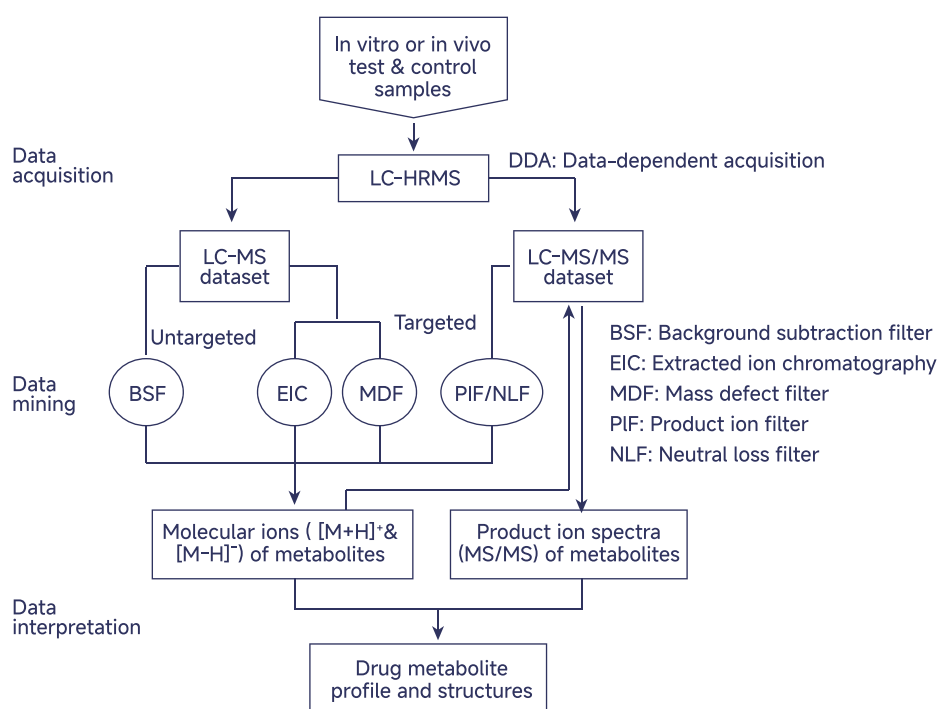 In vitro or in vivo
test & control
samples
Data
acquisition
LC-HRMS
DDA: Data-dependent acquisition
LC-MS
dataset
LC-MS/MS
dataset
Untargeted
Targeted
BSF: Background subtraction filter
EIC: Extracted ion chromatography
MDF: Mass defect filter
PIF: Product ion filter
NLF: Neutral loss filter
Data
mining
BSF
EIC
MDF
PIF/NLF
Molecular ions ( [M+H]⁺&
[M-H]⁻) of metabolites
Product ion spectra
(MS/MS) of metabolites
Data
interpretation
Drug metabolite
profile and structures